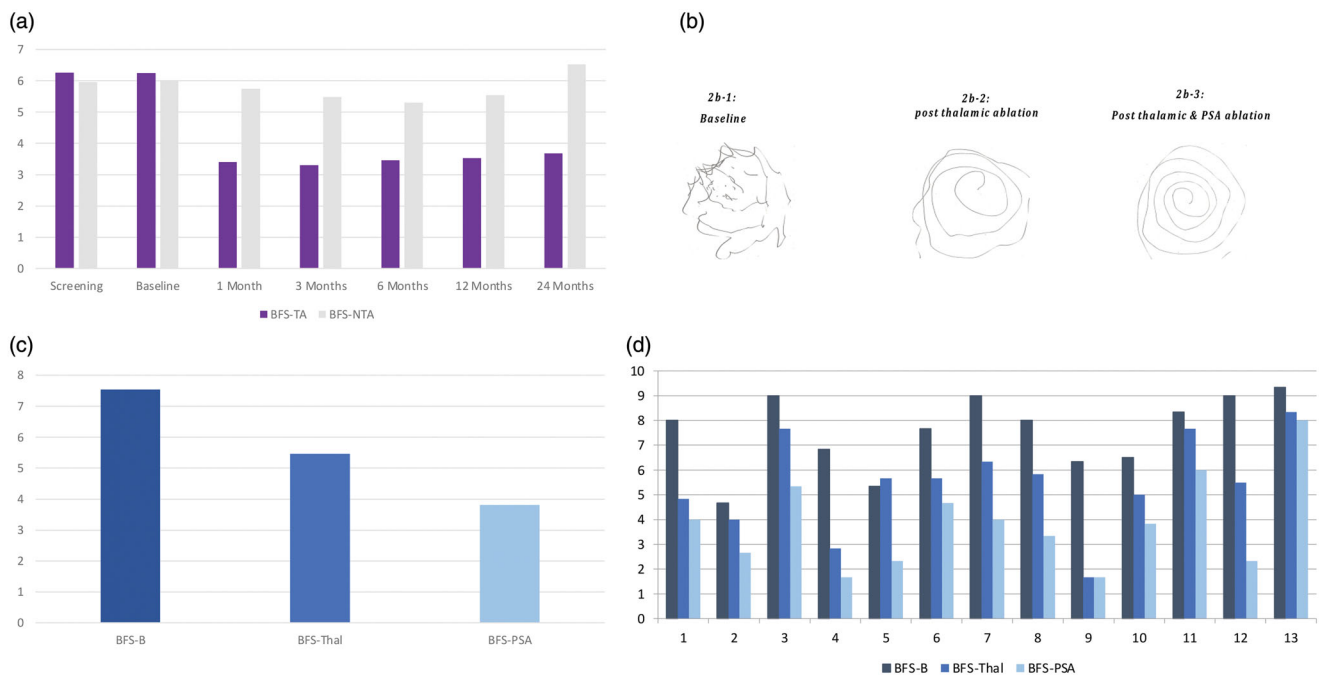 (a)
7
6
5
4
3
2
1
0
Screening Baseline 1 Month 3 Months 6 Months 12 Months 24 Months
BFS-TA BFS-NTA
(b)
2b-1:
Baseline
2b-2:
post thalamic ablation
2b-3:
Post thalamic & PSA ablation
(c)
8
7
6
5
4
3
2
1
0
BFS-B BFS-Thal BFS-PSA
(d)
10
9
8
7
6
5
4
3
2
1
0
1 2 3 4 5 6 7 8 9 10 11 12 13
BFS-B BFS-Thal BFS-PSA